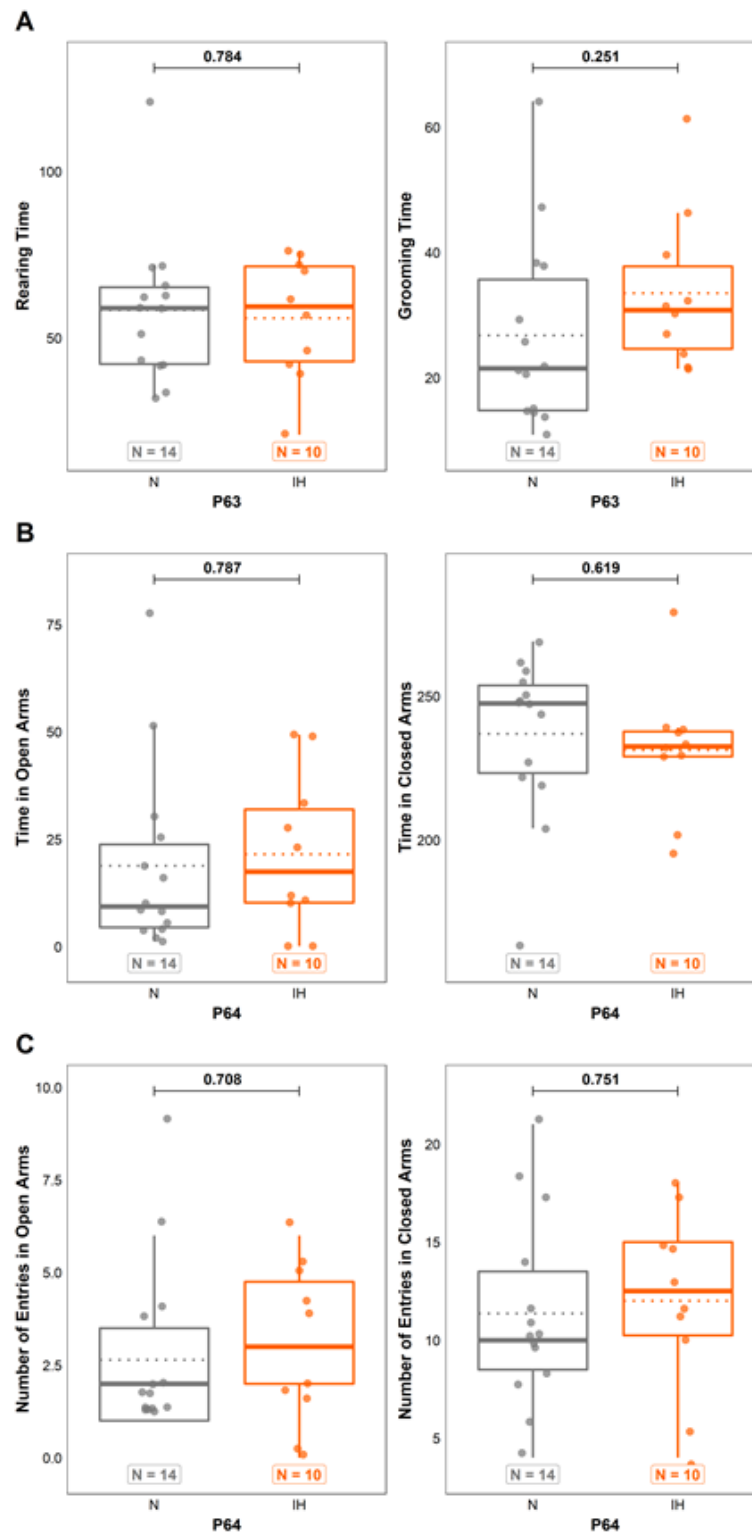 A
0.784
0.251
Rearing Time
100
50
Grooming Time
60
40
20
N = 14
N = 10
N = 14
N = 10
N
IH
N
IH
P63
P63
B
0.787
0.619
Time in Open Arms
75
50
25
0
Time in Closed Arms
250
200
N = 14
N = 10
N = 14
N = 10
N
IH
N
IH
P64
P64
C
0.708
0.751
Number of Entries in Open Arms
10.0
7.5
5.0
2.5
0.0
Number of Entries in Closed Arms
20
15
10
5
N = 14
N = 10
N = 14
N = 10
N
IH
N
IH
P64
P64